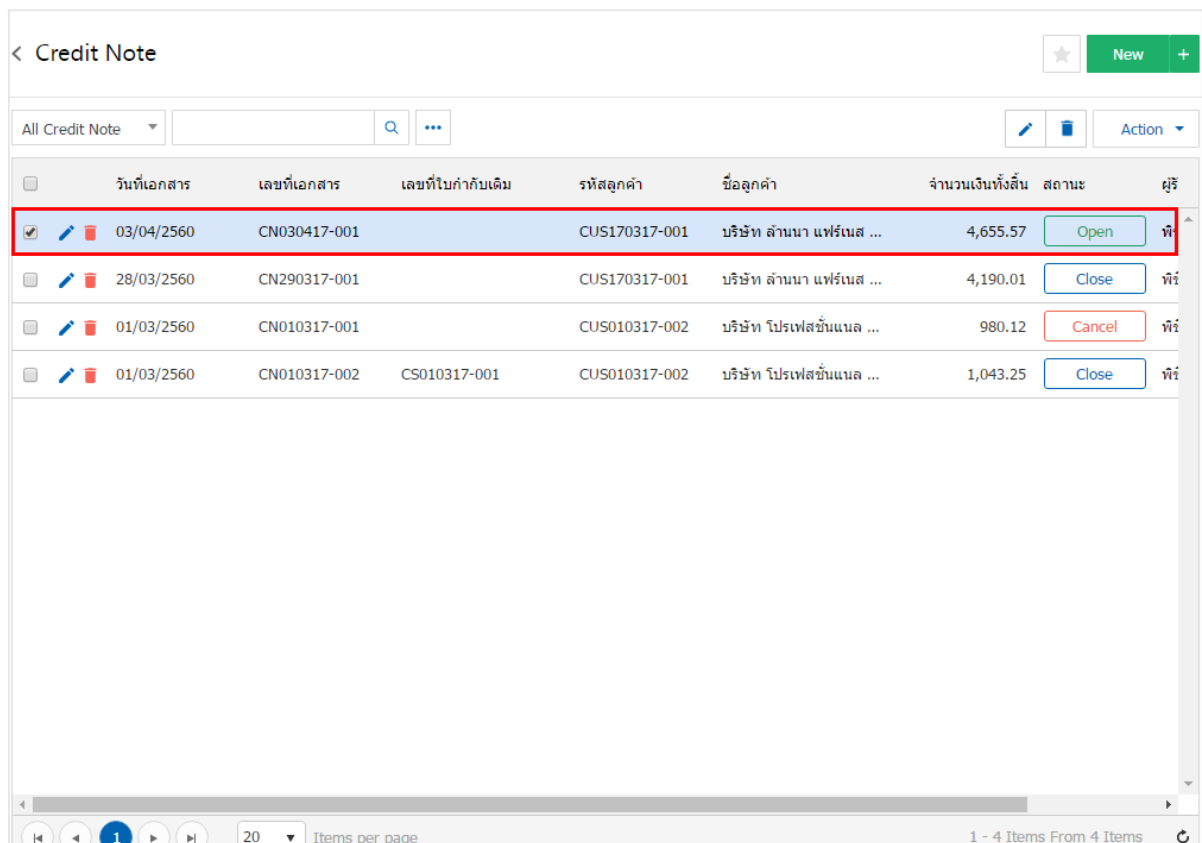 < Credit Note
New +
All Credit Note ... Action
วันที่เอกสาร เลขที่เอกสาร เลขที่ใบกำกับเดิม รหัสลูกค้า ชื่อลูกค้า จำนวนเงินทั้งสิ้น สถานะ ผู้รั
03/04/2560 CN030417-001 CUS170317-001 บริษัท ล้านนา แฟร์เนส ... 4,655.57 Open
28/03/2560 CN290317-001 CUS170317-001 บริษัท ล้านนา แฟร์เนส ... 4,190.01 Close
01/03/2560 CN010317-001 CUS010317-002 บริษัท โปรเฟสชั่นแนล ... 980.12 Cancel
01/03/2560 CN010317-002 CS010317-001 CUS010317-002 บริษัท โปรเฟสชั่นแนล ... 1,043.25 Close
1 20 Items per page 1 - 4 Items From 4 Items